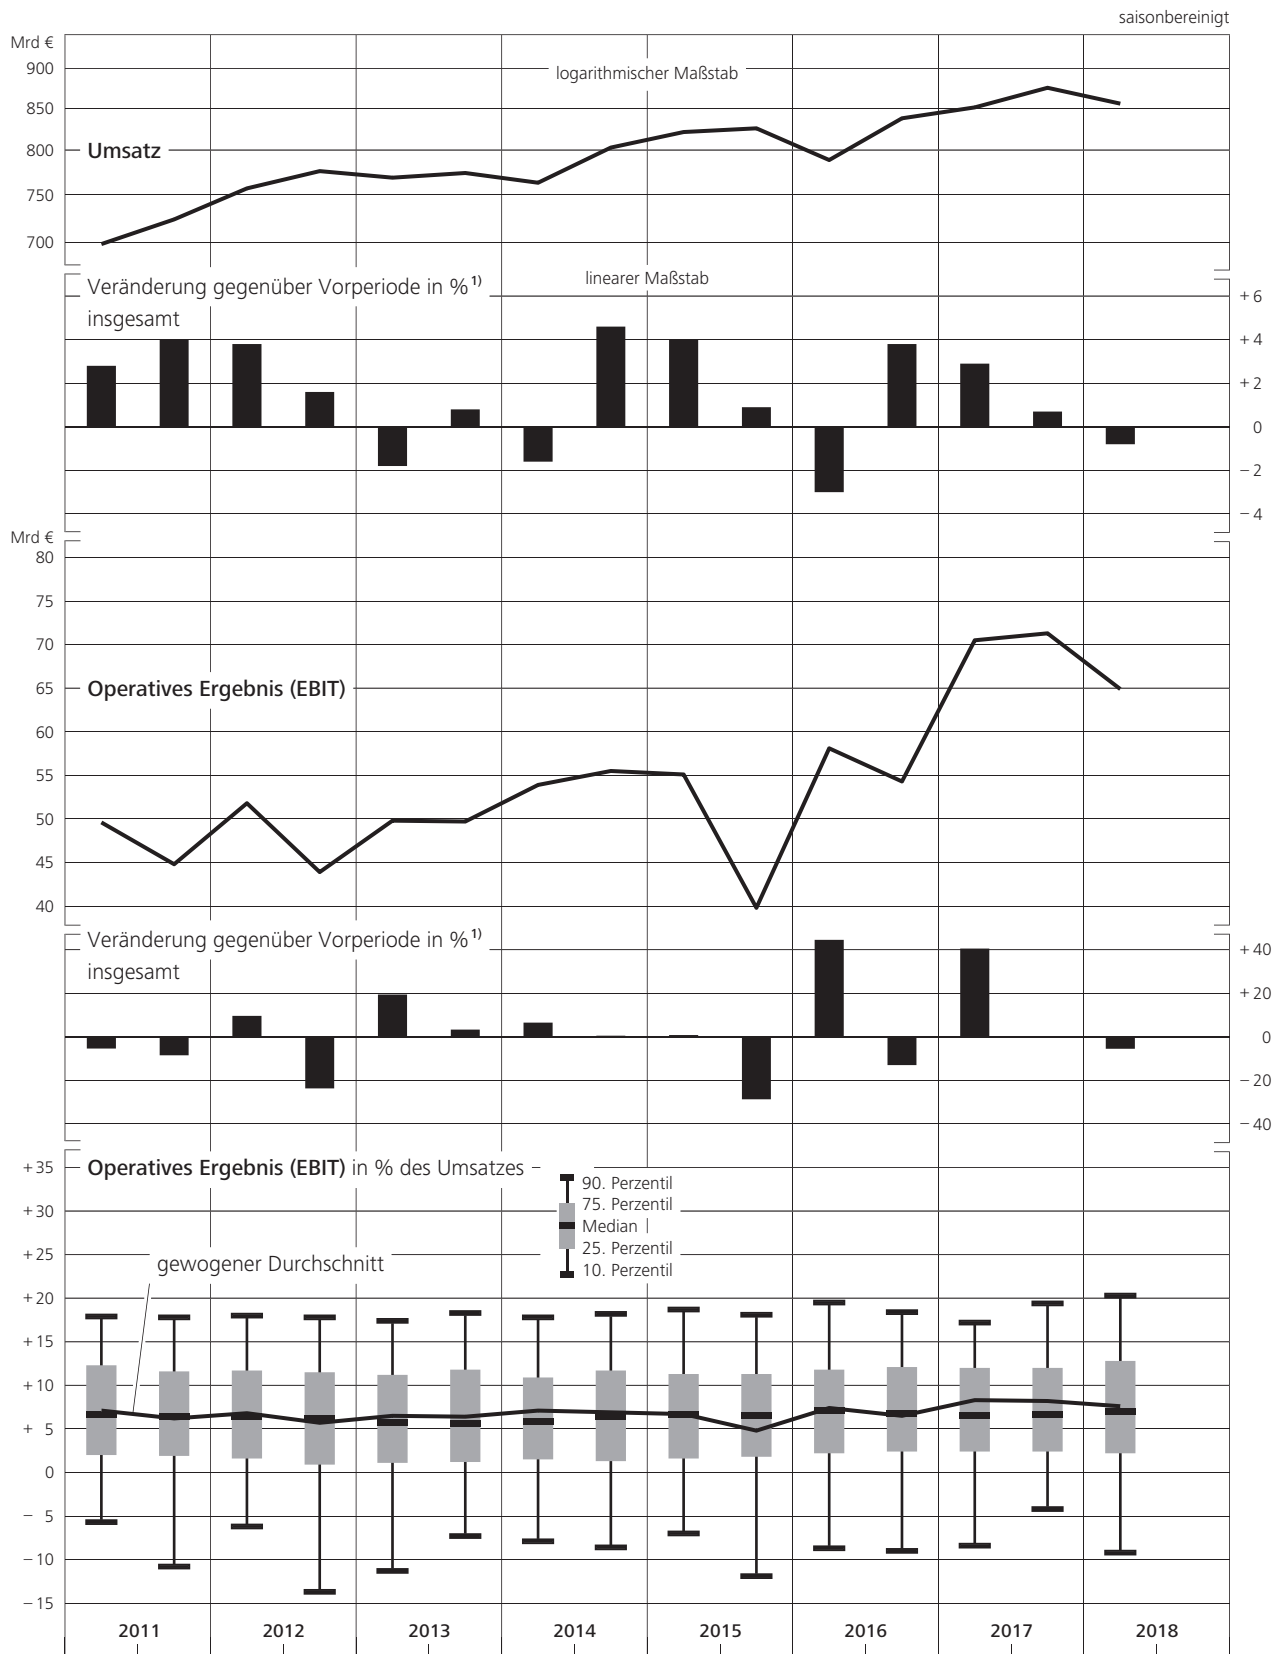 saisonbereinigt
Mrd €
900
logarithmischer Maßstab
850
800
Umsatz
750
700
Veränderung gegenüber Vorperiode in %1)
linearer Maßstab
insgesamt
+ 6
+ 4
+ 2
0
− 2
− 4
Mrd €
80
75
70
65
Operatives Ergebnis (EBIT)
60
55
50
45
40
Veränderung gegenüber Vorperiode in %1)
insgesamt
+ 40
+ 20
0
− 20
− 40
+ 35
Operatives Ergebnis (EBIT) in % des Umsatzes
90. Perzentil
75. Perzentil
Median
25. Perzentil
10. Perzentil
+ 30
+ 25
gewogener Durchschnitt
+ 20
+ 15
+ 10
+ 5
0
− 5
− 10
− 15
2011 2012 2013 2014 2015 2016 2017 2018